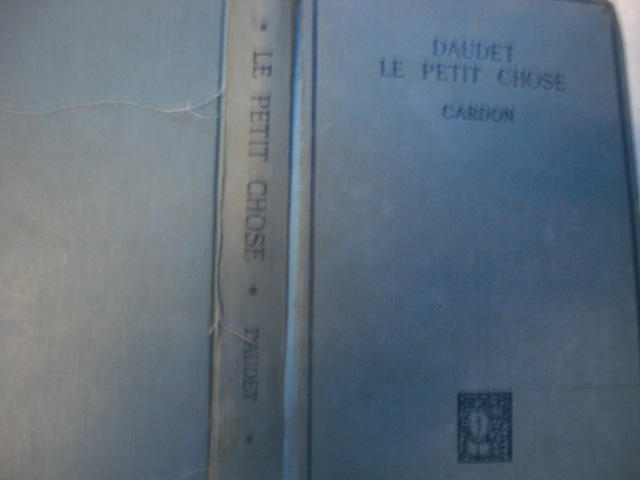 DAUDET
LE PETIT CHOSE
CARDON
* LE PETIT CHOSE * DAUDET *